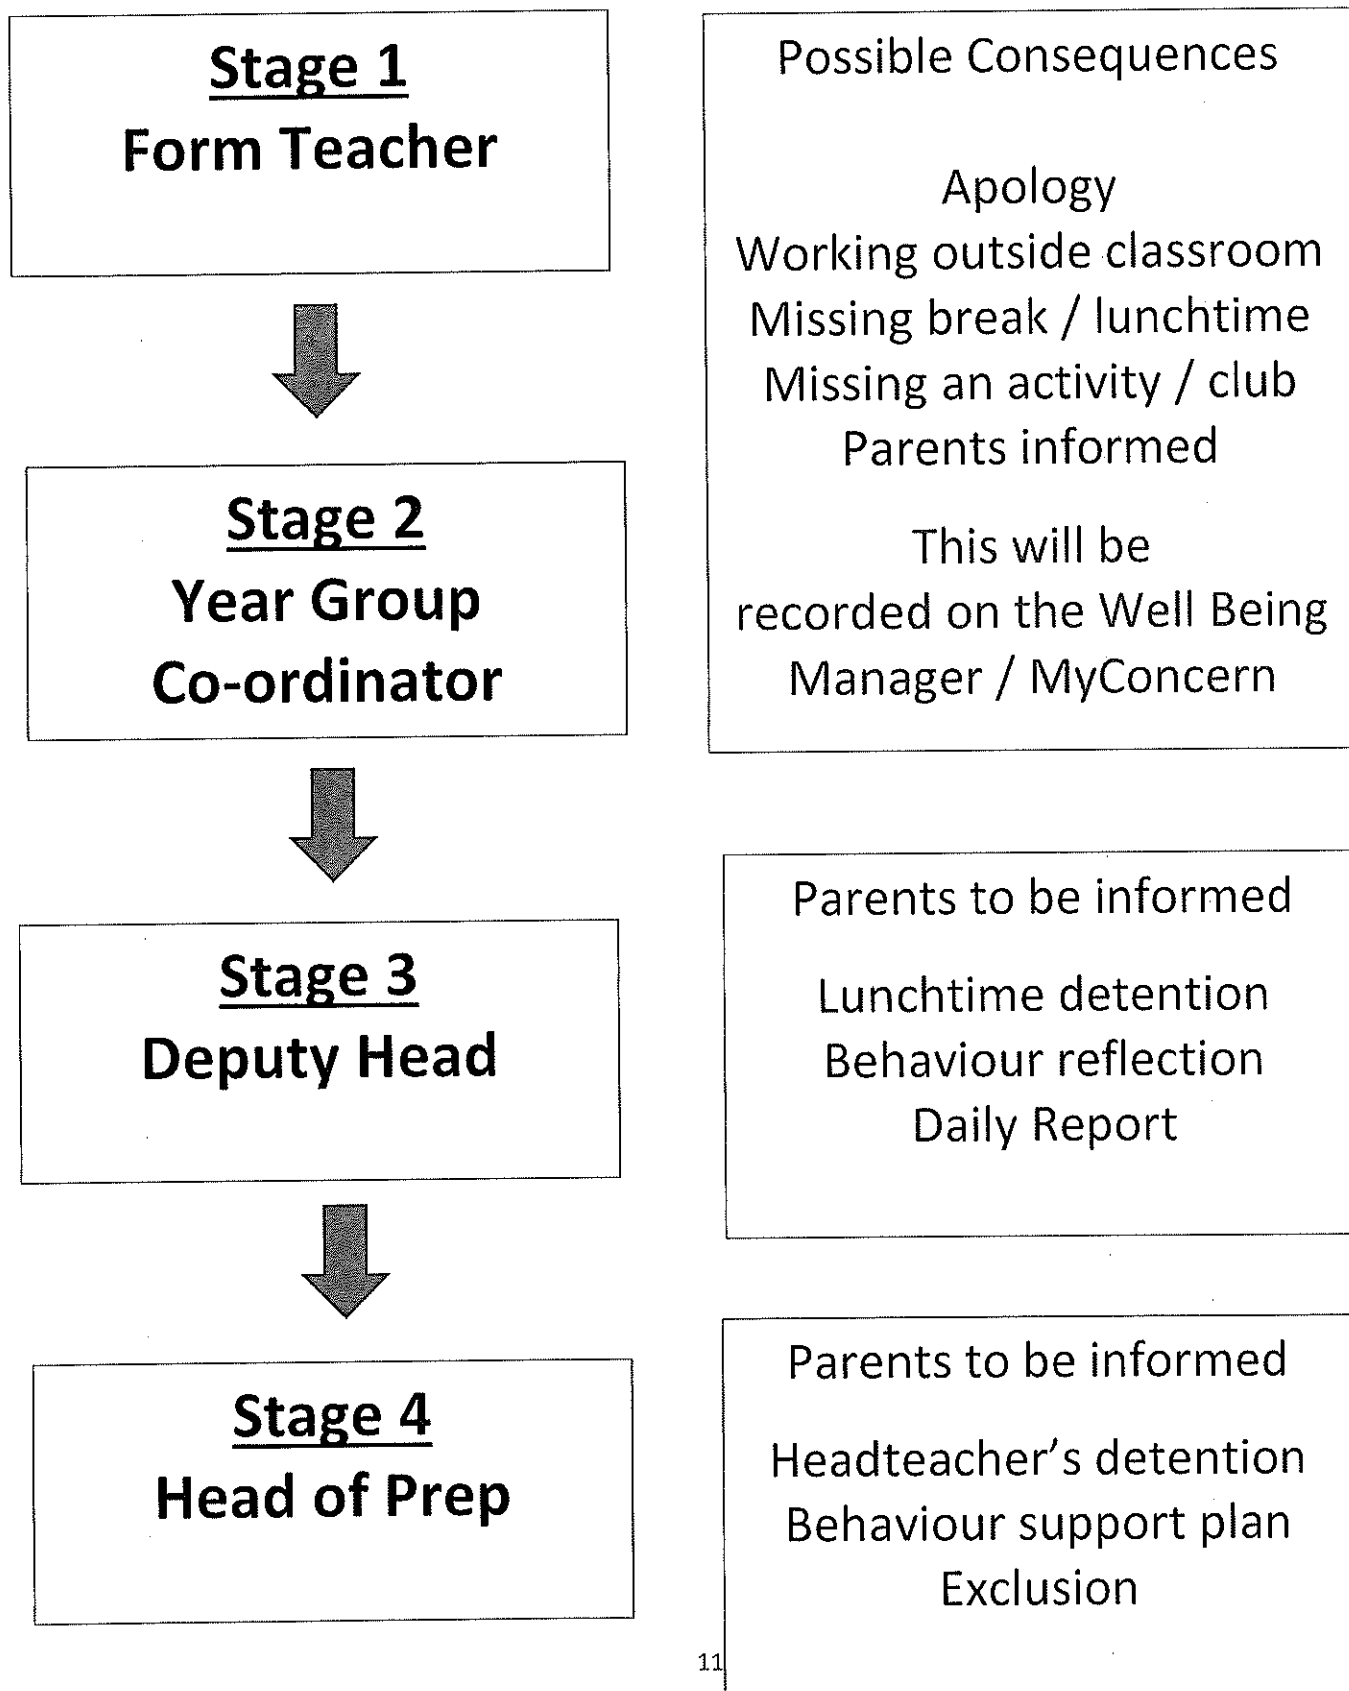 Stage 1
Form Teacher
Possible Consequences
Apology
Working outside classroom
Missing break / lunchtime
Missing an activity / club
Parents informed
This will be
recorded on the Well Being
Manager / MyConcern
Stage 2
Year Group
Co-ordinator
Stage 3
Deputy Head
Parents to be informed
Lunchtime detention
Behaviour reflection
Daily Report
Stage 4
Head of Prep
Parents to be informed
Headteacher’s detention
Behaviour support plan
Exclusion
11